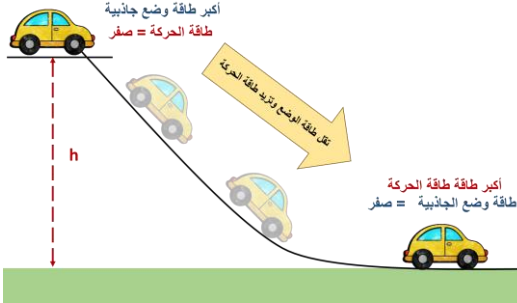 أكبر طاقة وضع جاذبية
طاقة الحركة = صفر
تقل طاقة الوضع وتزيد طاقة الحركة
h
أكبر طاقة طاقة الحركة
طاقة وضع الجاذبية = صفر